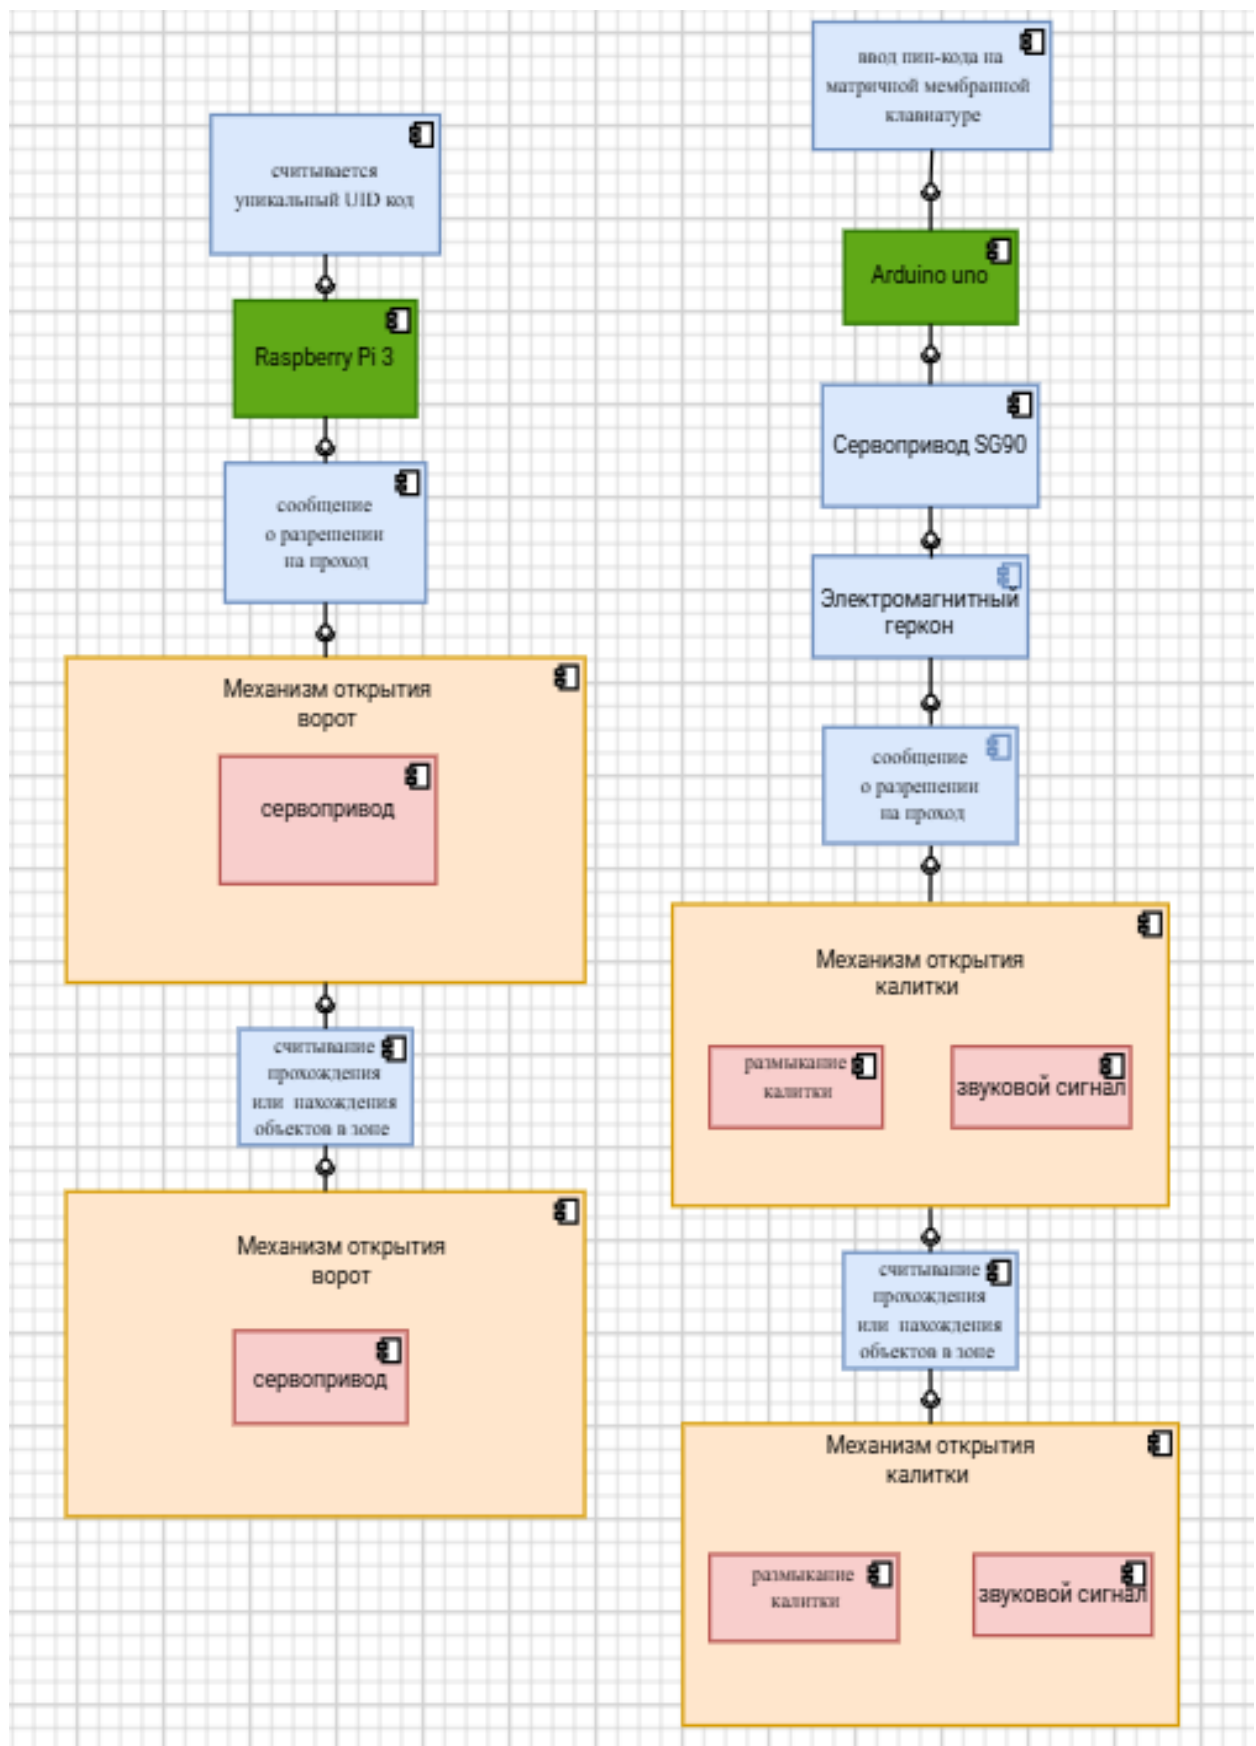 считывается
уникальный UID код
Raspberry Pi 3
сообщение
о разрешении
на проход
Механизм открытия
ворот
сервопривод
считывание
прохождения
или нахождения
объектов в зоне
Механизм открытия
ворот
сервопривод
ввод пин-кода на
матричной мембранной
клавиатуре
Arduino uno
Сервопривод SG90
Электромагнитный
геркон
сообщение
о разрешении
на проход
Механизм открытия
калитки
размыкание
калитки
звуковой сигнал
считывание
прохождения
или нахождения
объектов в зоне
Механизм открытия
калитки
размыкание
калитки
звуковой сигнал